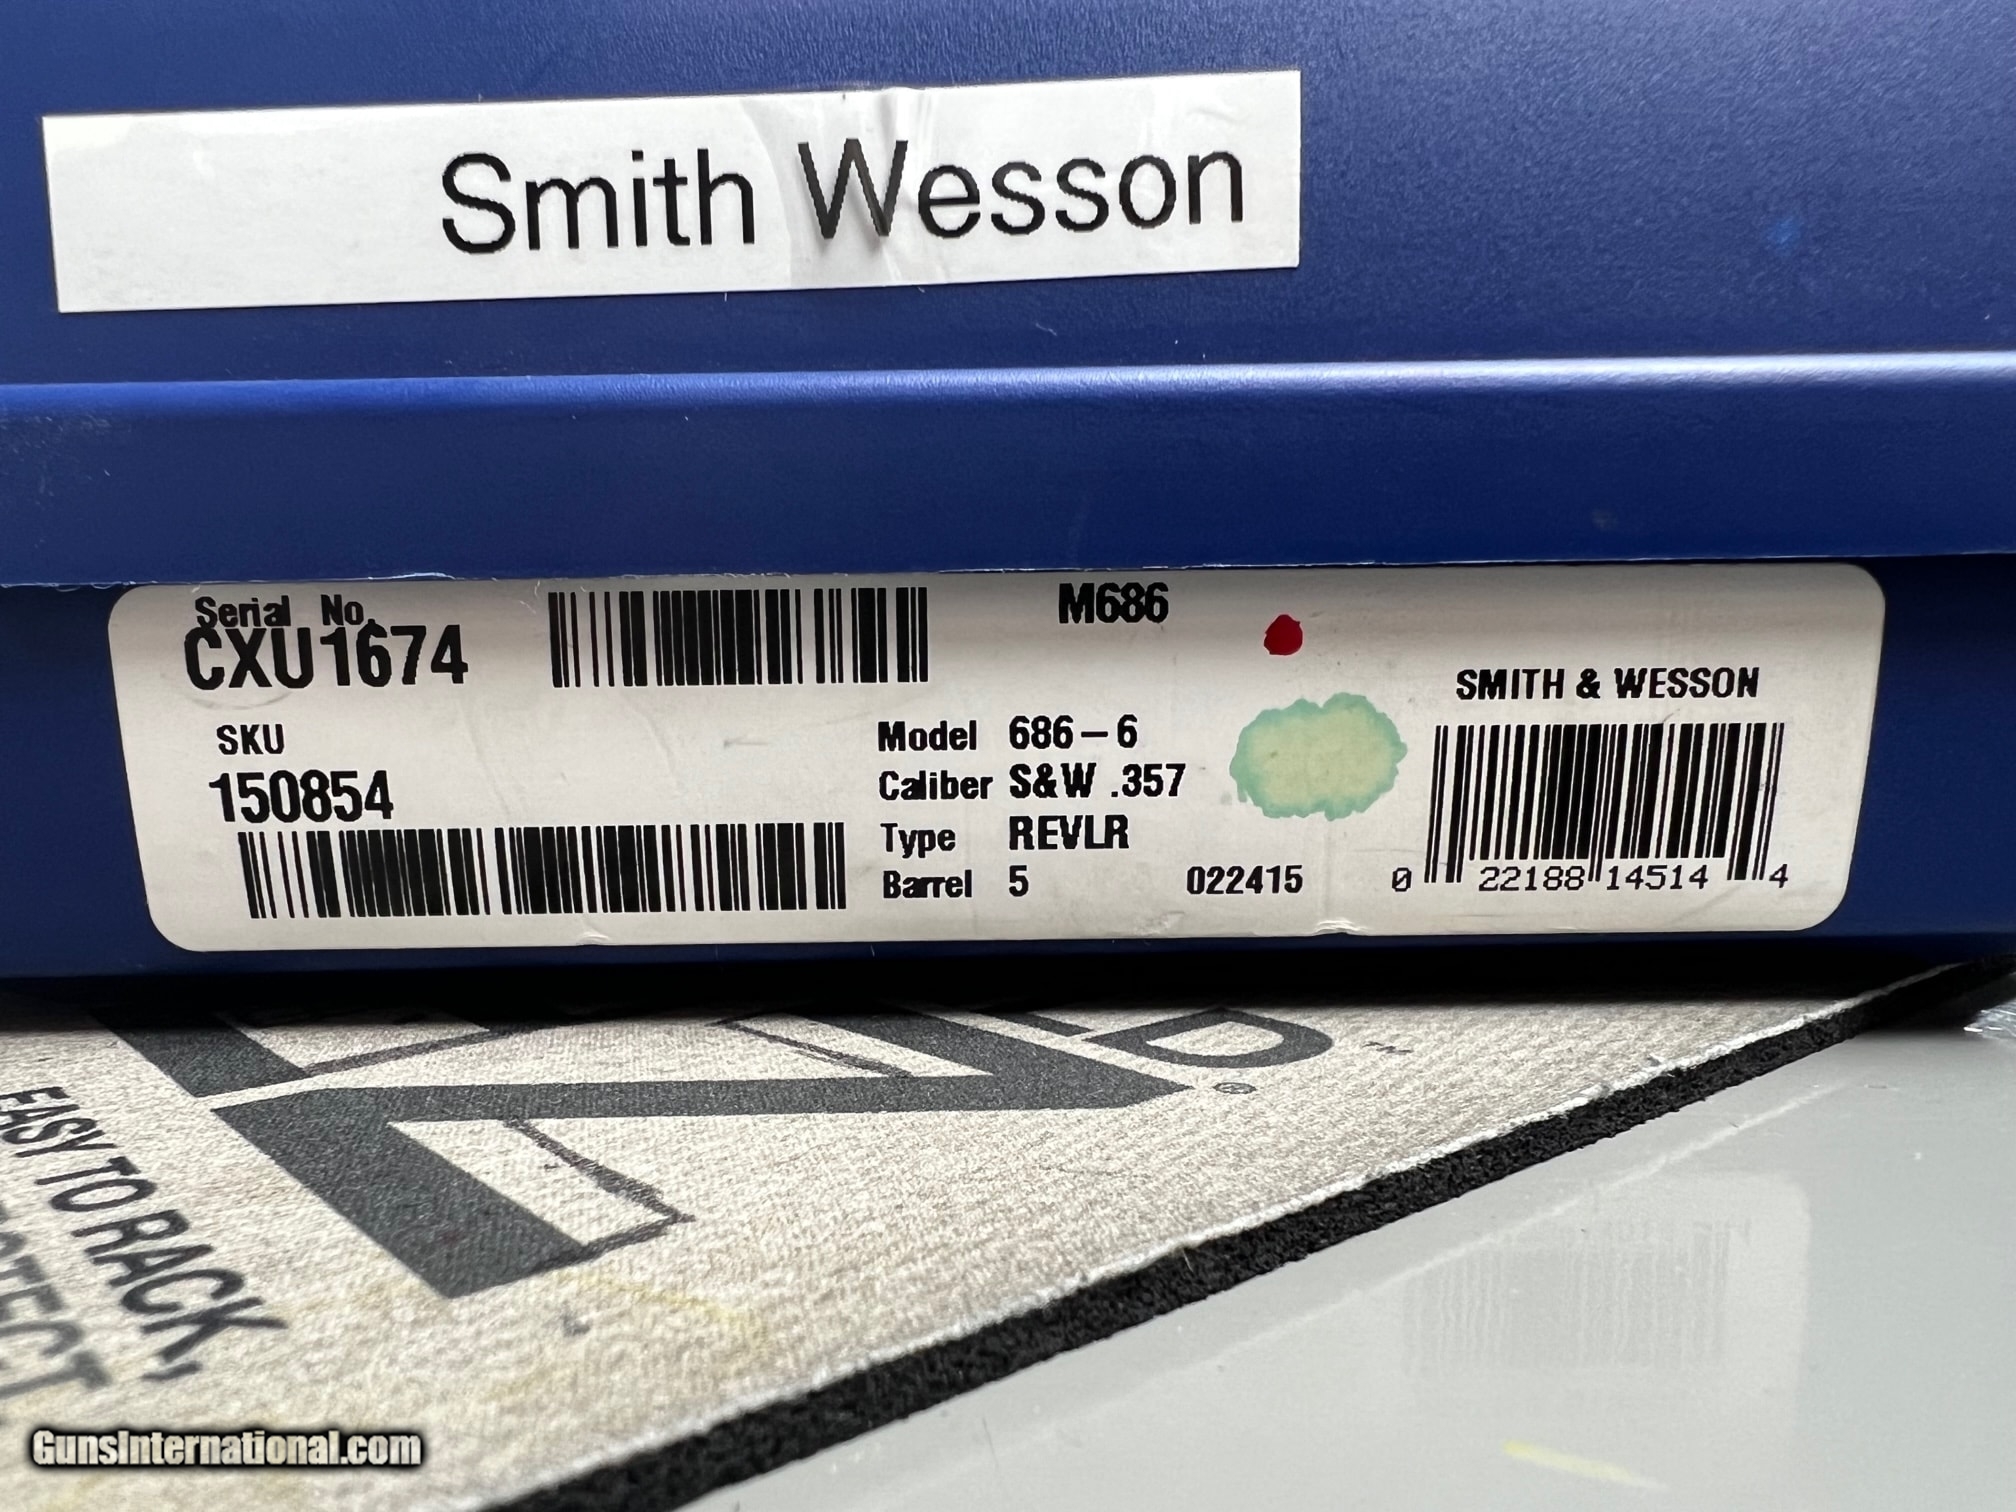 Smith Wesson
Serial No.
CXU1674
M686
SKU
150854
Model 686-6
Caliber S&W .357
Type REVLR
Barrel 5
022415
SMITH & WESSON
0 22188 14514 4
D ™
®
EASY TO RACK,
GunsInternational.com